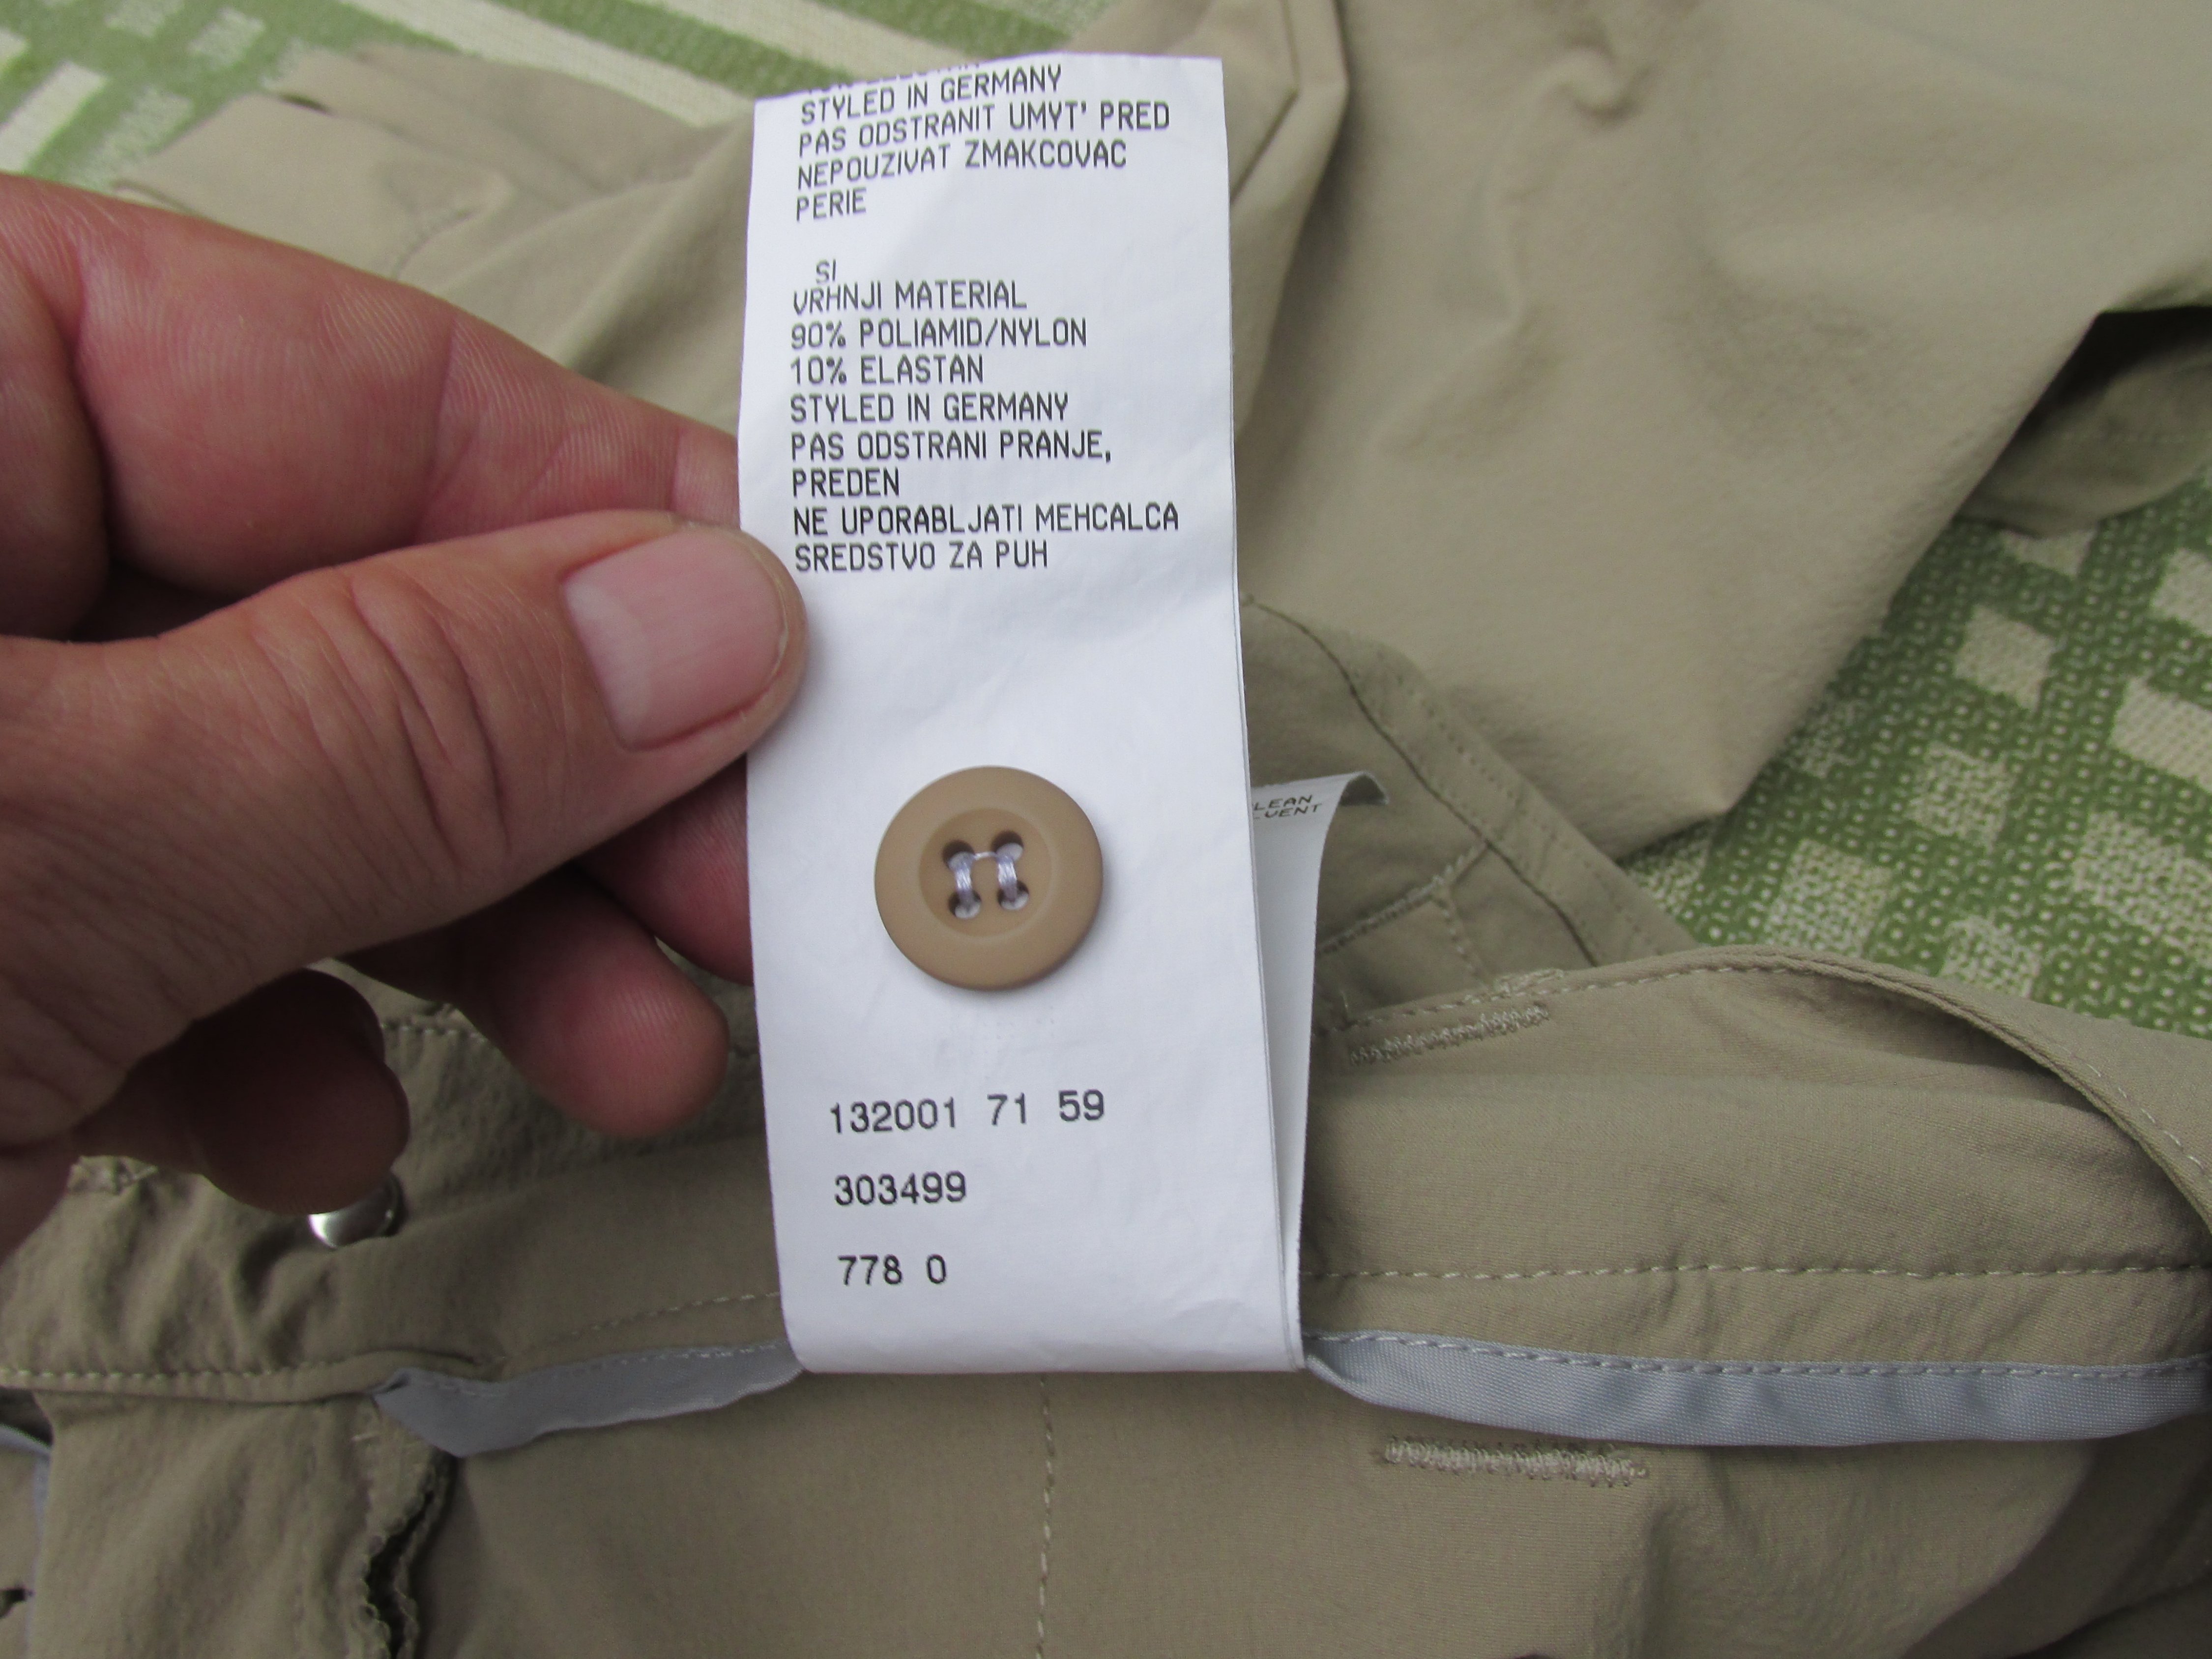 STYLED IN GERMANY
PAS ODSTRANIT UMYT' PRED
NEPOUZIVAT ZMAKCOVAC
PERIE
SI
VRHNJI MATERIAL
90% POLIAMID/NYLON
10% ELASTAN
STYLED IN GERMANY
PAS ODSTRANI PRANJE,
PREDEN
NE UPORABLJATI MEHCALCA
SREDSTVO ZA PUH
132001 71 59
303499
778 0